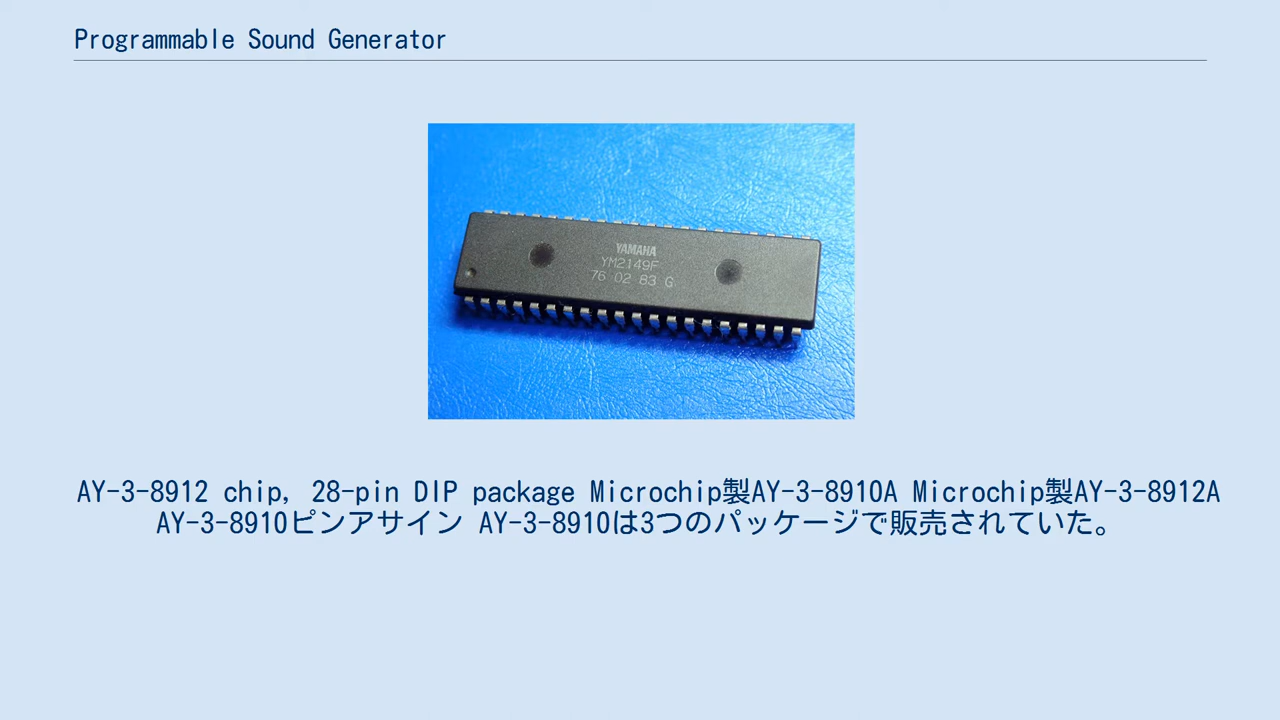 Programmable Sound Generator
YAMAHA
YM2149F
76 02 83 G
AY-3-8912 chip, 28-pin DIP package Microchip製AY-3-8910A Microchip製AY-3-8912A
AY-3-8910ピンアサイン AY-3-8910は3つのパッケージで販売されていた。